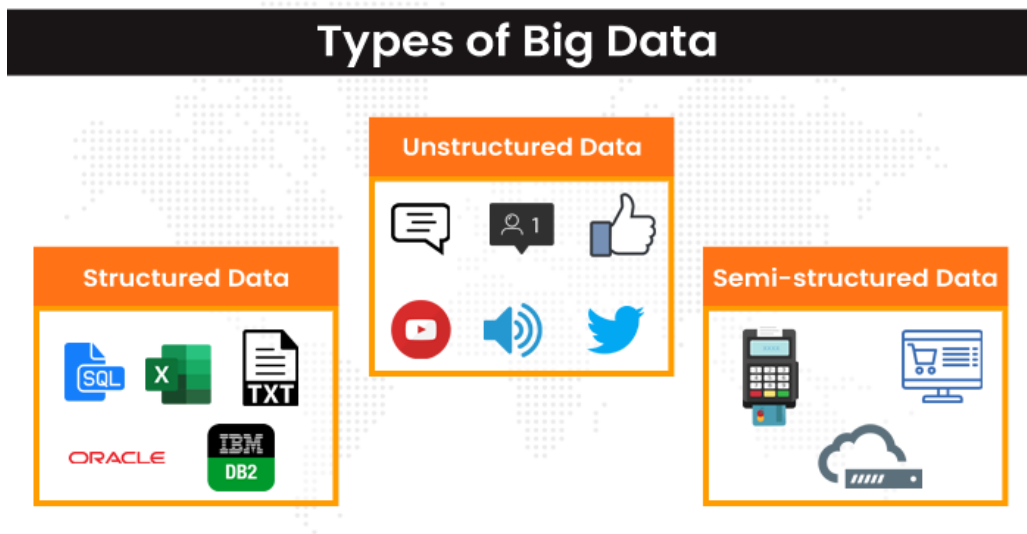 Types of Big Data
Unstructured Data
1
Structured Data
SQL
X
TXT
ORACLE
IBM
DB2
Semi-structured Data